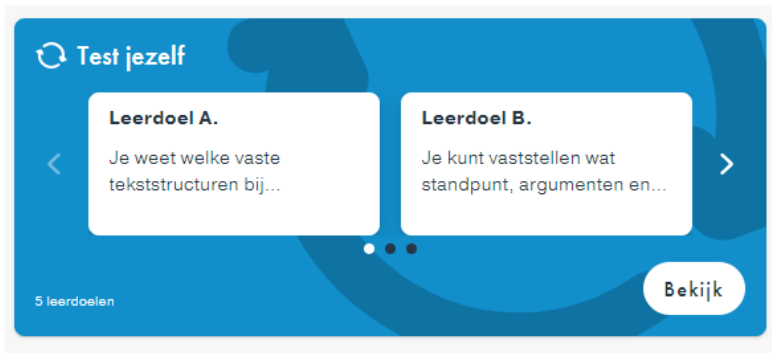 Test jezelf
Leerdoel A.
Je weet welke vaste
tekststructuren bij...
Leerdoel B.
Je kunt vaststellen wat
standpunt, argumenten en...
5 leerdoelen
Bekijk